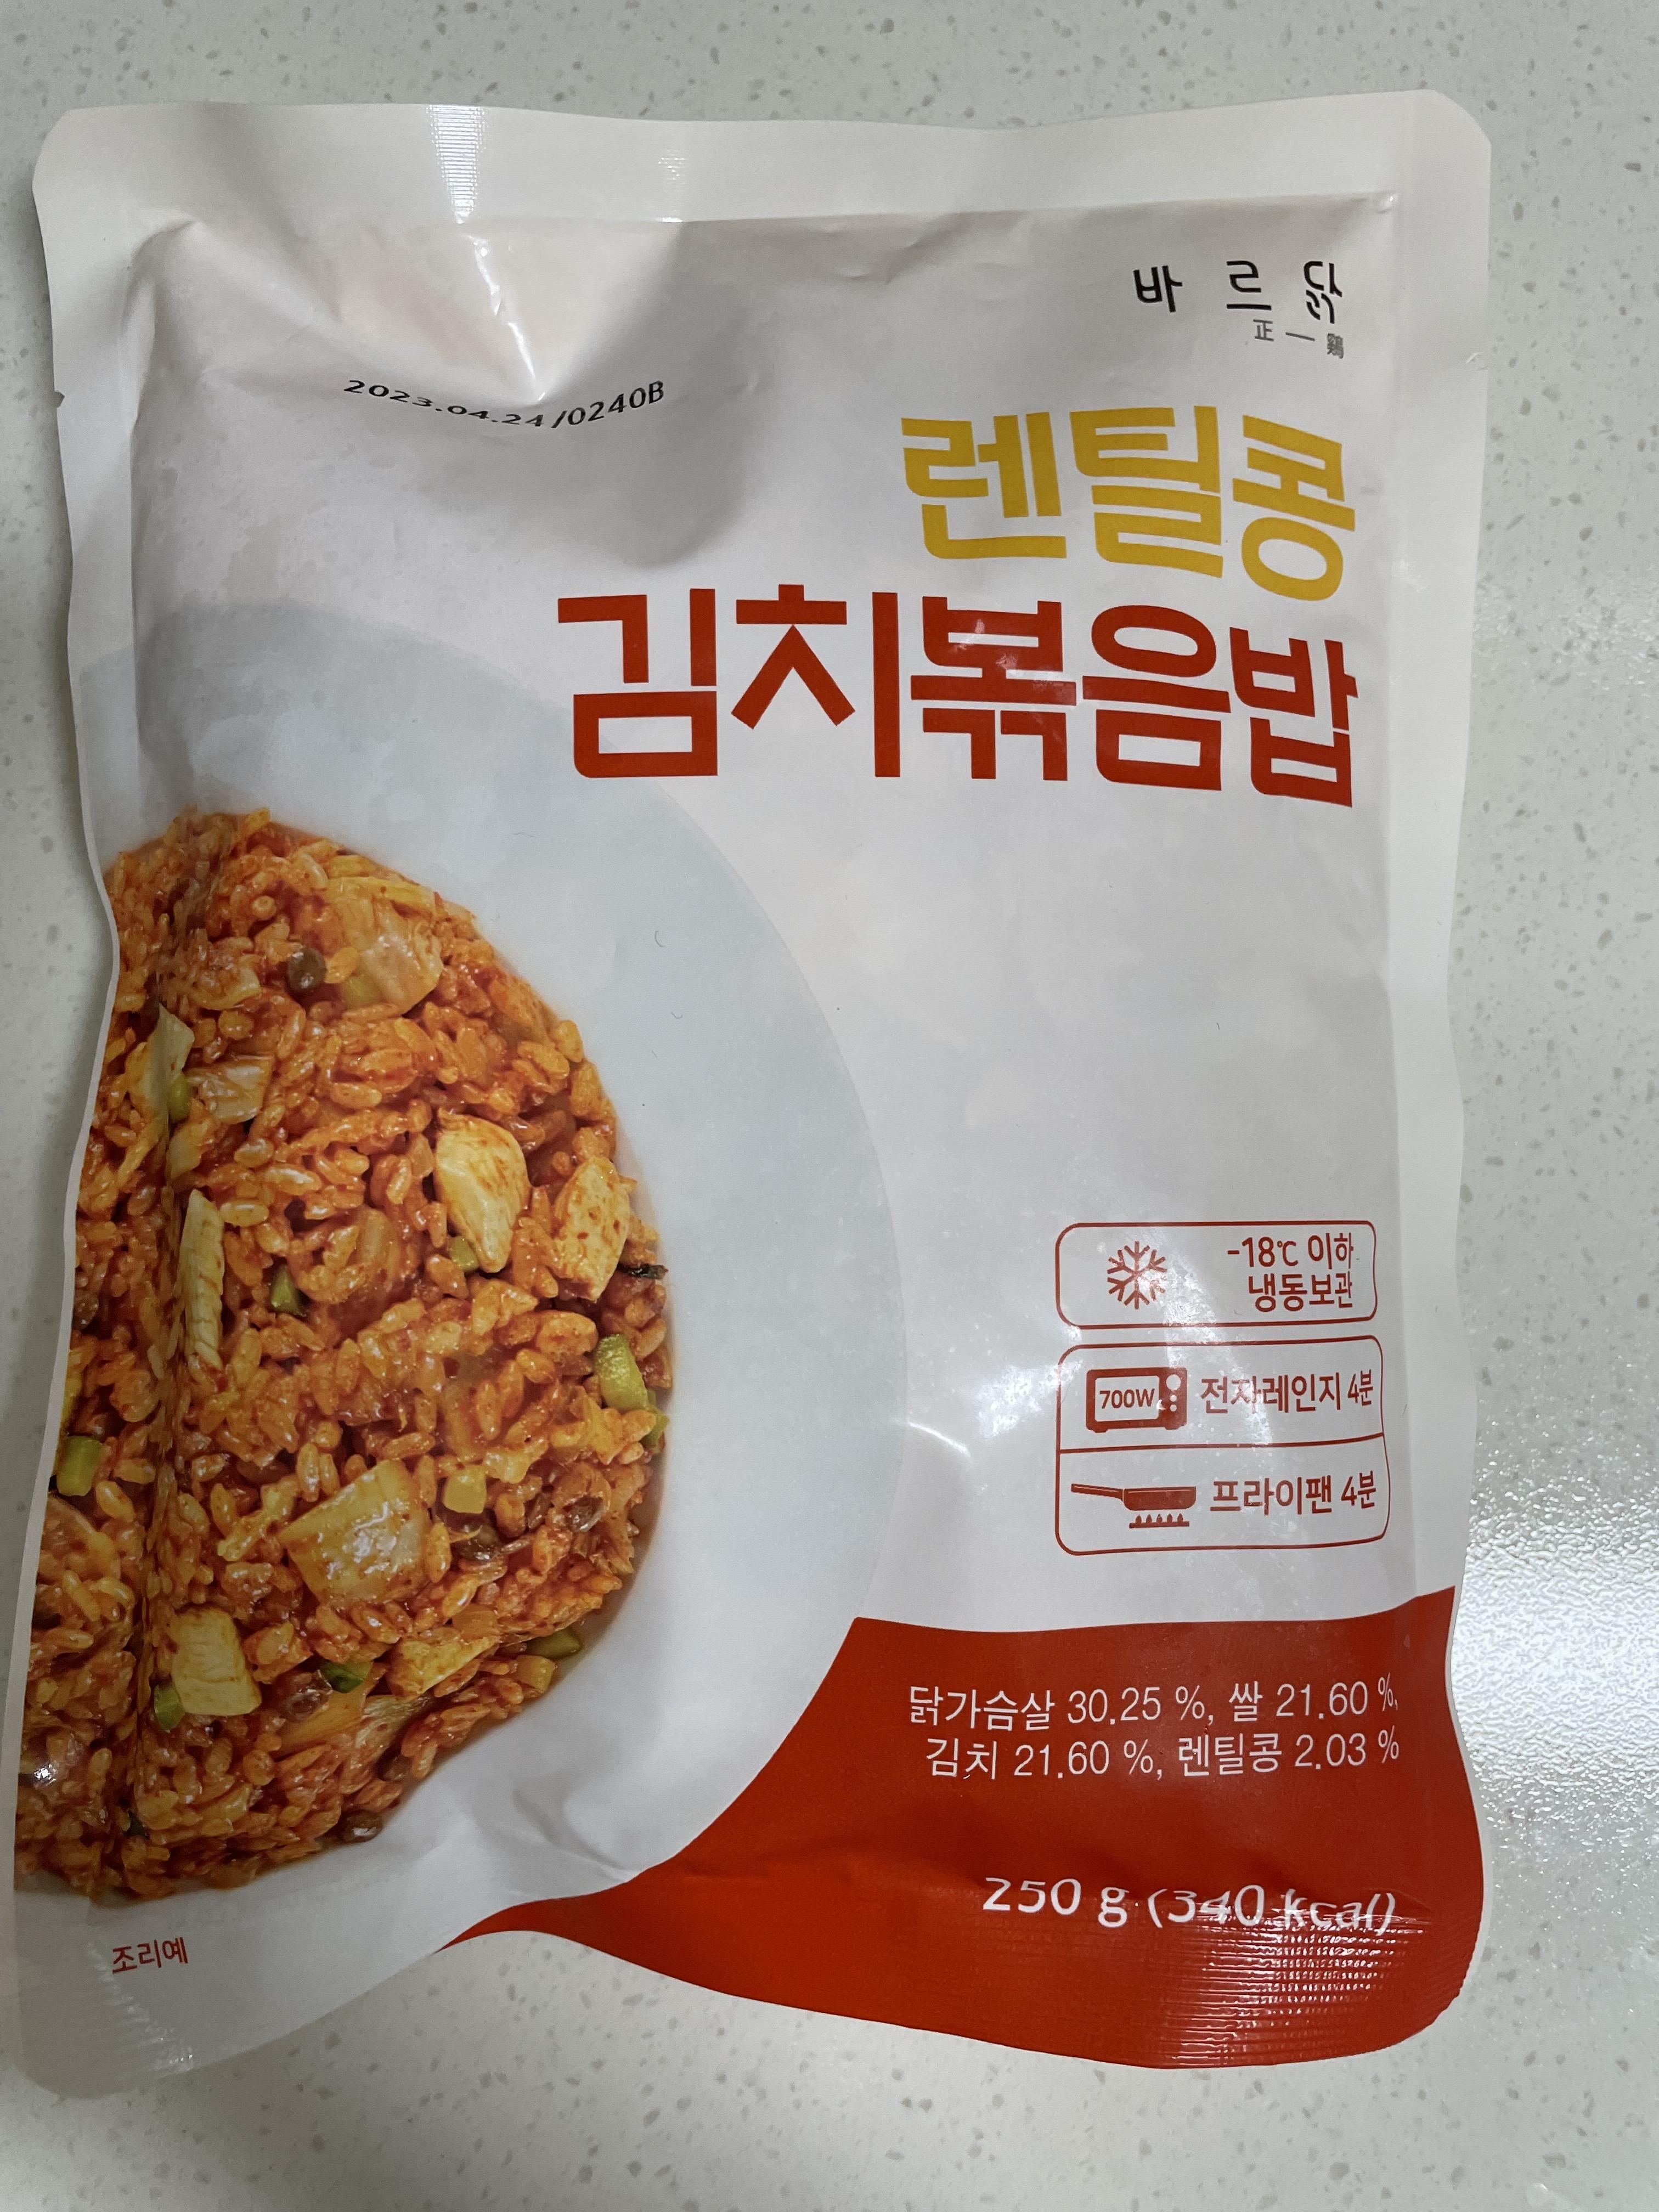 바르닭
正一鷄
2023.04.24/0240B
렌틸콩
김치볶음밥
-18℃ 이하
냉동보관
700W 전자레인지 4분
프라이팬 4분
닭가슴살 30.25 %, 쌀 21.60 %,
김치 21.60 %, 렌틸콩 2.03 %
250 g (340 kcal)
조리예